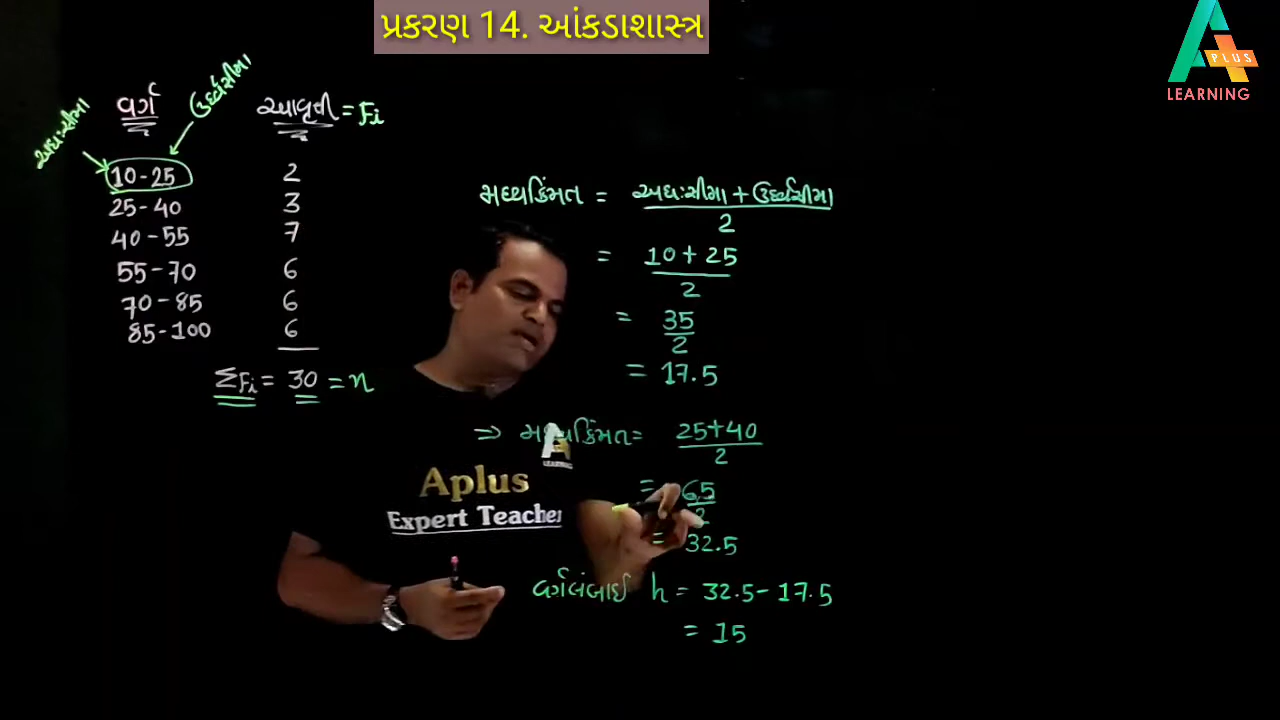 પ્રકરણ 14. આંકડાશાસ્ત્ર
A PLUS
LEARNING
અધઃસીમા
ઉર્ધ્વસીમા
વર્ગ આવૃત્તી = Fi
10-25 2
25-40 3
40-55 7
55-70 6
70-85 6
85-100 6
ΣFi = 30 = n
મધ્યકિંમત = અધઃસીમા + ઉર્ધ્વસીમા / 2
= 10+25 / 2
= 35 / 2
= 17.5
⇒ મધ્યકિંમત = 25+40 / 2
= 65 / 2
= 32.5
વર્ગલંબાઈ h = 32.5 - 17.5
= 15
LEARNING
Aplus
Expert Teacher